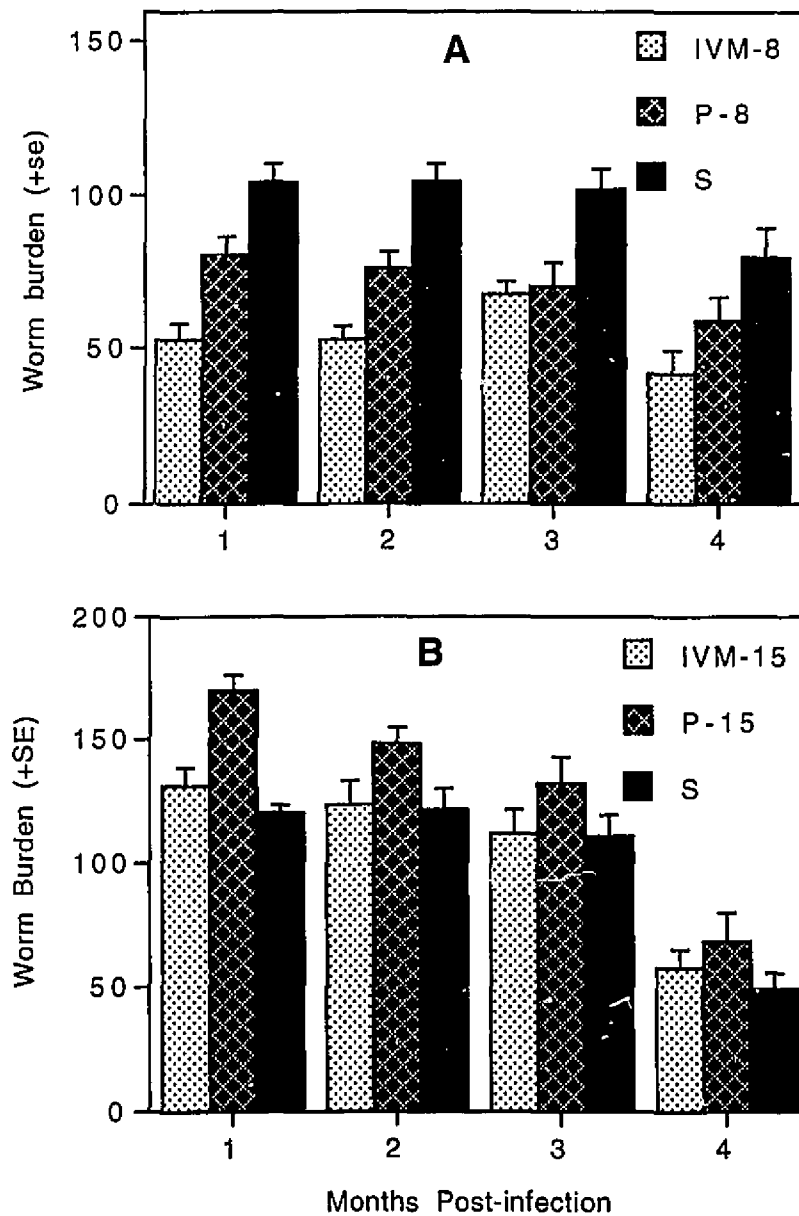 A
IVM-8
P-8
S
Worm burden (+se)
150
100
50
0
1 2 3 4
B
IVM-15
P-15
S
Worm Burden (+SE)
200
150
100
50
0
1 2 3 4
Months Post-infection